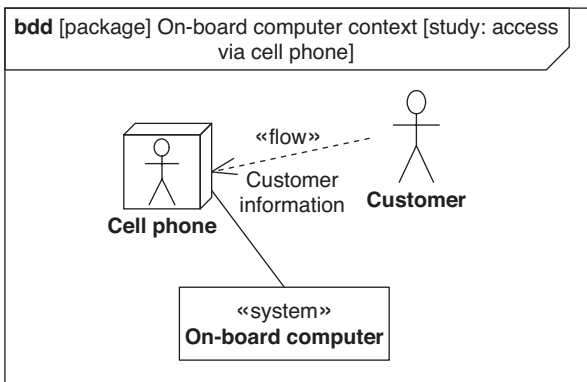 bdd [package] On-board computer context [study: access
via cell phone]
«flow»
Customer
information
Customer
Cell phone
«system»
On-board computer